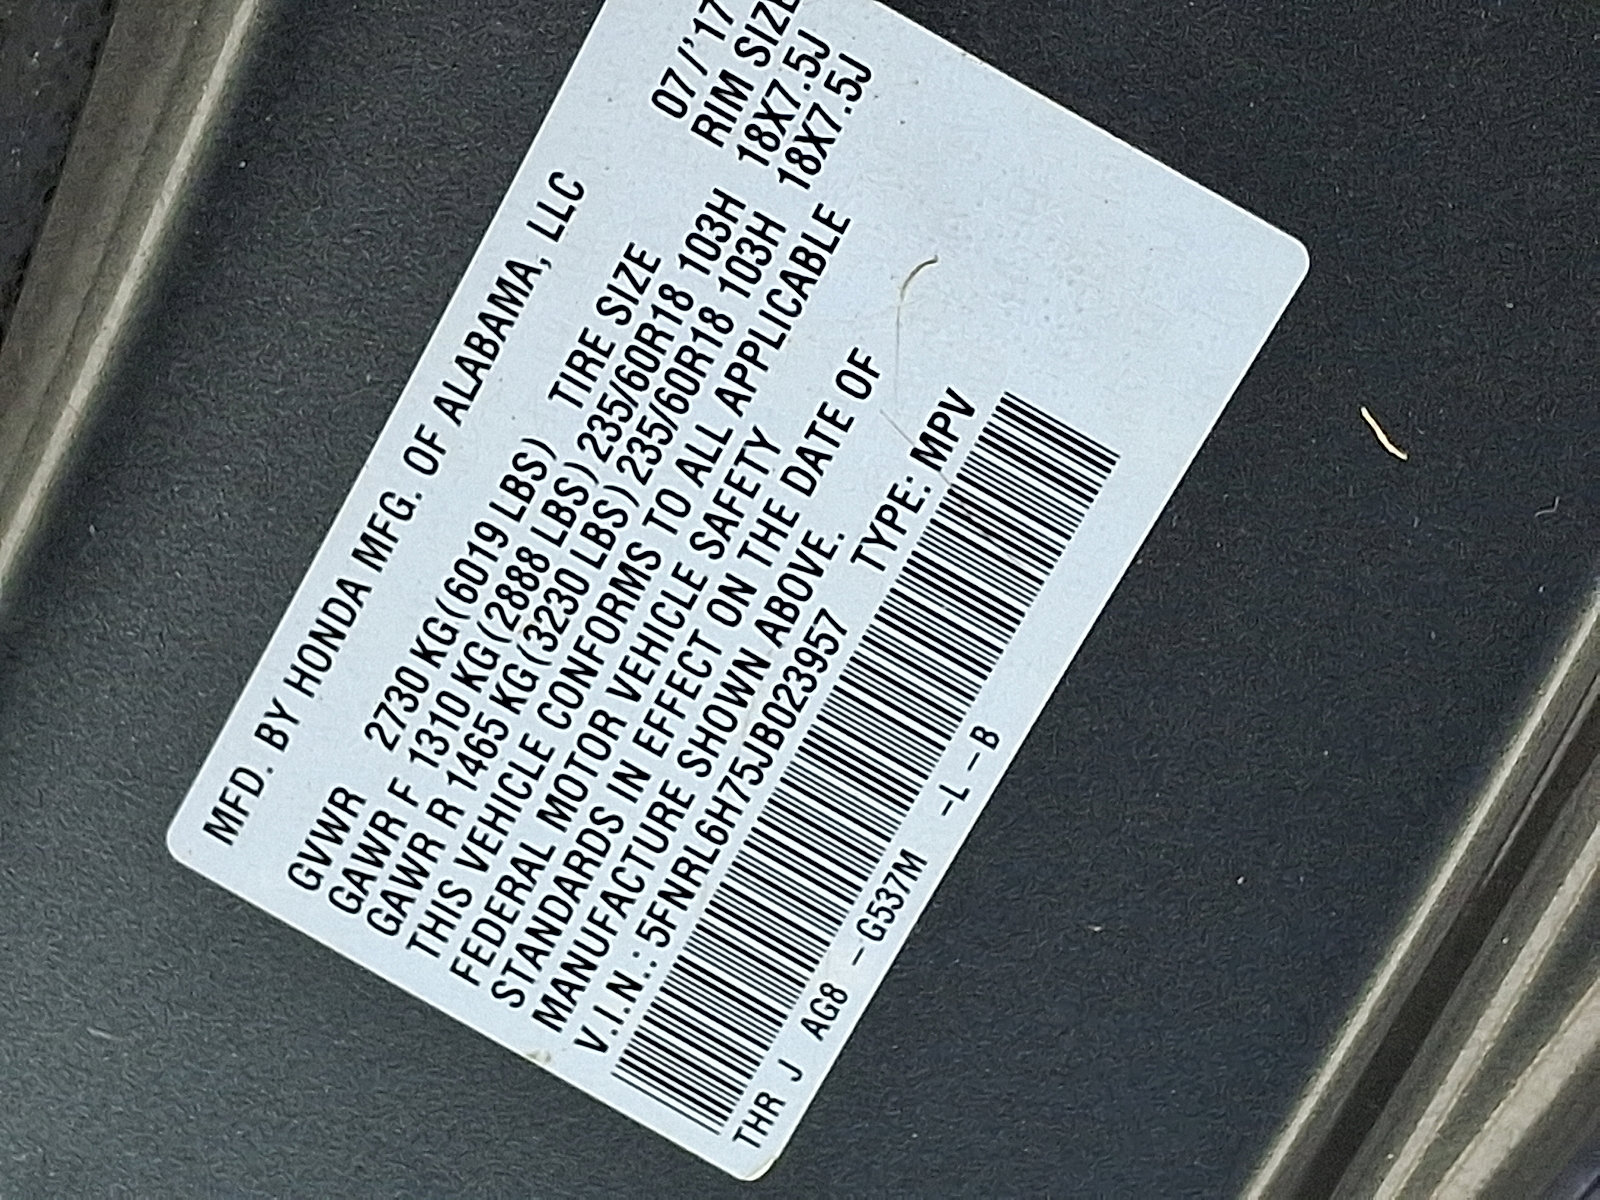 MFD. BY HONDA MFG. OF ALABAMA, LLC 07/'17
GVWR 2730 KG(6019 LBS) TIRE SIZE RIM SIZE
GAWR F 1310 KG(2888 LBS) 235/60R18 103H 18X7.5J
GAWR R 1465 KG(3230 LBS) 235/60R18 103H 18X7.5J
THIS VEHICLE CONFORMS TO ALL APPLICABLE
FEDERAL MOTOR VEHICLE SAFETY
STANDARDS IN EFFECT ON THE DATE OF
MANUFACTURE SHOWN ABOVE.
V.I.N.: 5FNRL6H75JB023957 TYPE: MPV
THR J AG8 -G537M -L-B